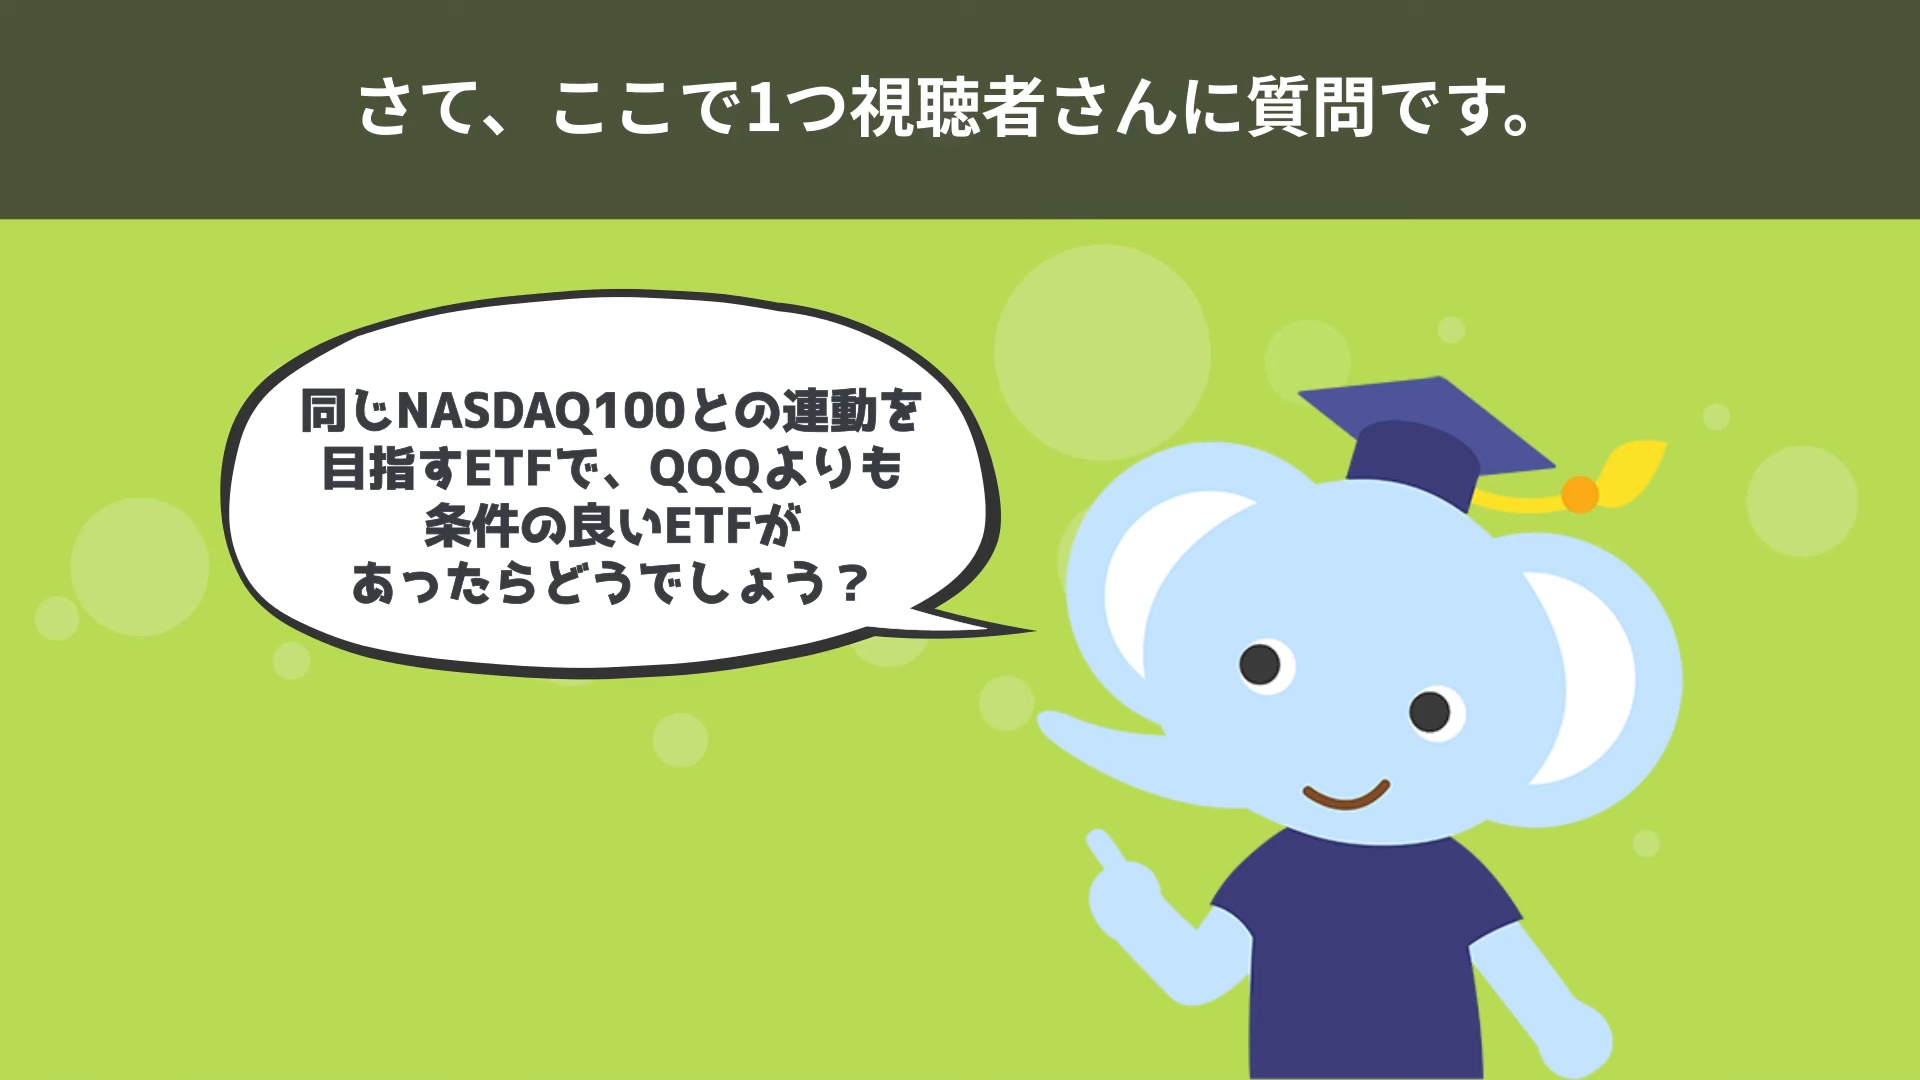 さて、ここで1つ視聴者さんに質問です。
同じNASDAQ100との連動を
目指すETFで、QQQよりも
条件の良いETFが
あったらどうでしょう？